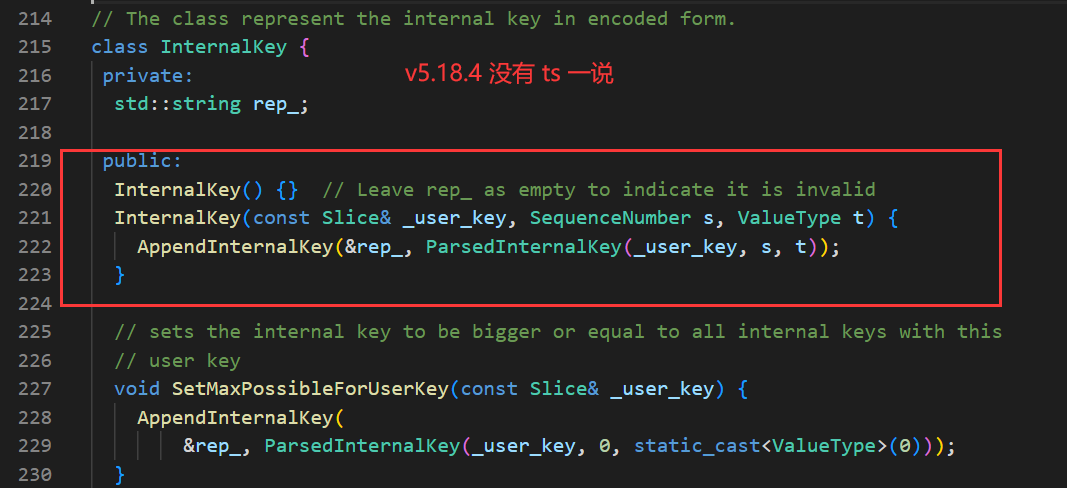 214 // The class represent the internal key in encoded form.
215 class InternalKey {
216 private: v5.18.4 没有 ts 一说
217 std::string rep_;
218
219 public:
220 InternalKey() {} // Leave rep_ as empty to indicate it is invalid
221 InternalKey(const Slice& _user_key, SequenceNumber s, ValueType t) {
222 AppendInternalKey(&rep_, ParsedInternalKey(_user_key, s, t));
223 }
224
225 // sets the internal key to be bigger or equal to all internal keys with this
226 // user key
227 void SetMaxPossibleForUserKey(const Slice& _user_key) {
228 AppendInternalKey(
229 &rep_, ParsedInternalKey(_user_key, 0, static_cast<ValueType>(0)));
230 }